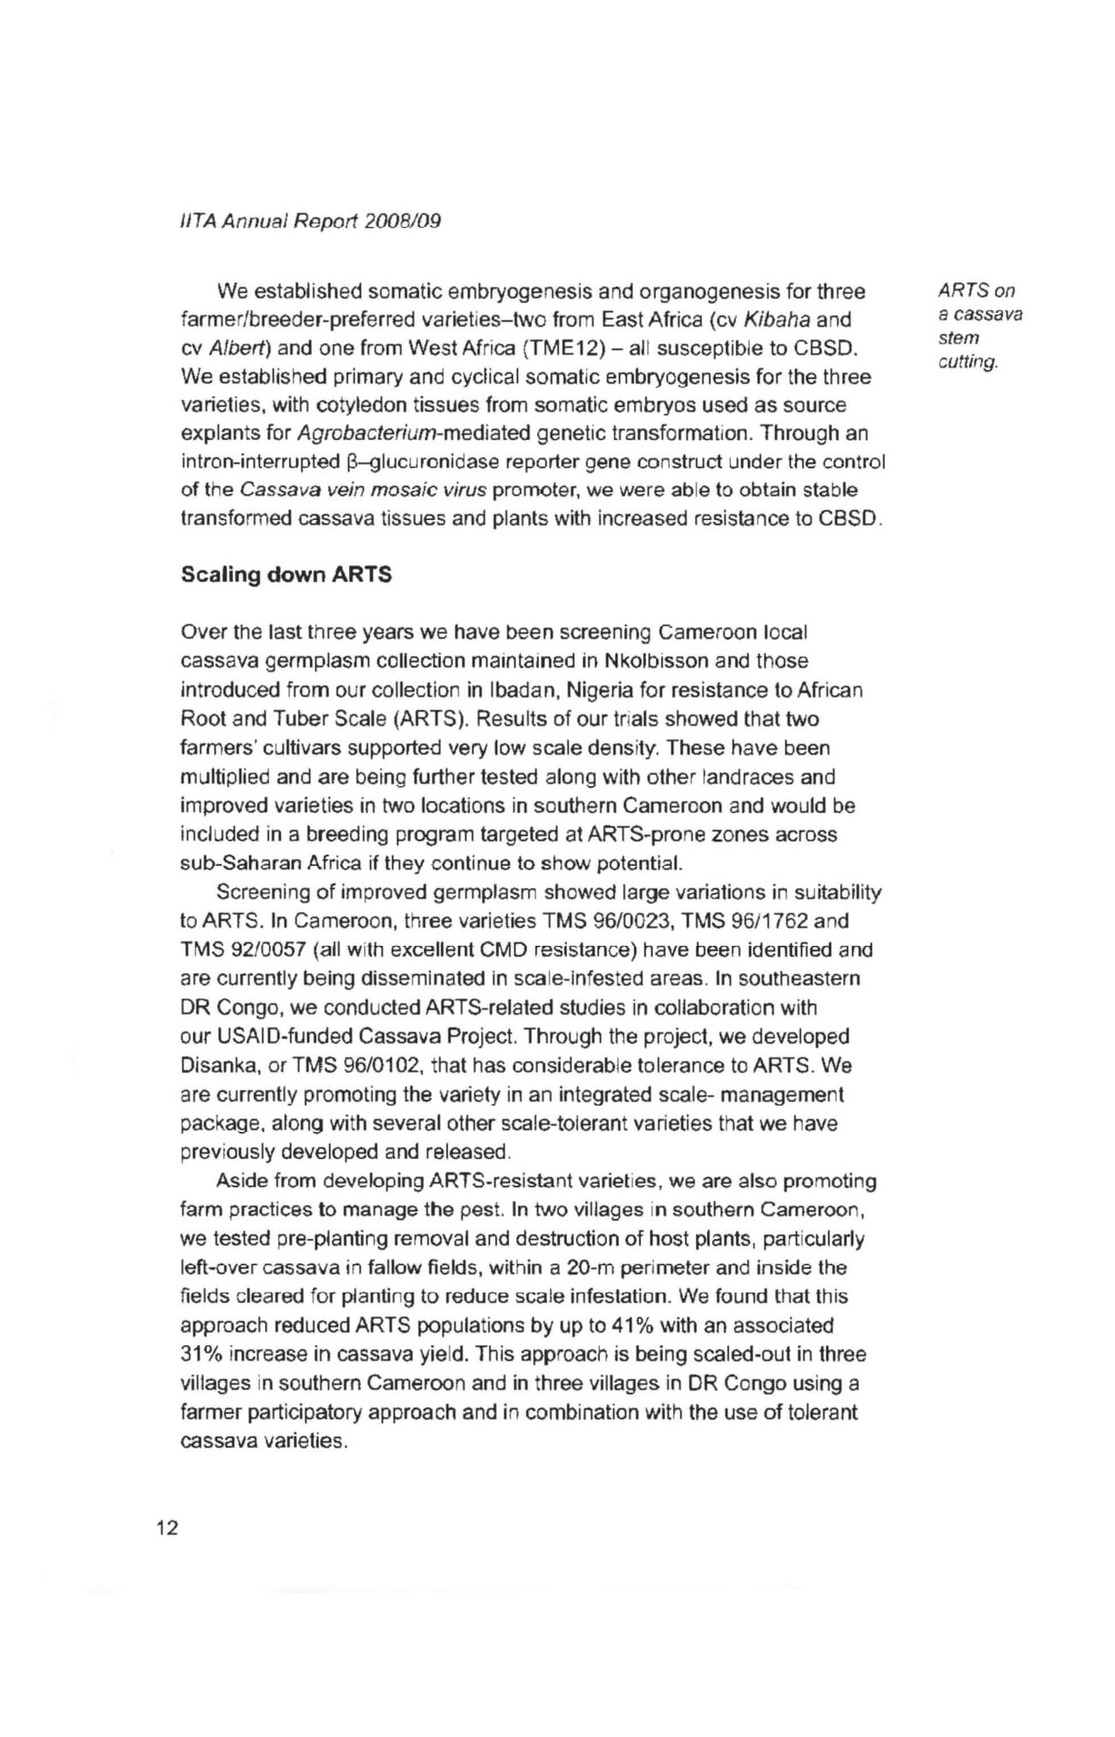 IITA Annual Report 2008/09
We established somatic embryogenesis and organogenesis for three
farmer/breeder-preferred varieties–two from East Africa (cv Kibaha and
cv Albert) and one from West Africa (TME12) – all susceptible to CBSD.
We established primary and cyclical somatic embryogenesis for the three
varieties, with cotyledon tissues from somatic embryos used as source
explants for Agrobacterium-mediated genetic transformation. Through an
intron-interrupted β–glucuronidase reporter gene construct under the control
of the Cassava vein mosaic virus promoter, we were able to obtain stable
transformed cassava tissues and plants with increased resistance to CBSD.
ARTS on
a cassava
stem
cutting.
Scaling down ARTS
Over the last three years we have been screening Cameroon local
cassava germplasm collection maintained in Nkolbisson and those
introduced from our collection in Ibadan, Nigeria for resistance to African
Root and Tuber Scale (ARTS). Results of our trials showed that two
farmers' cultivars supported very low scale density. These have been
multiplied and are being further tested along with other landraces and
improved varieties in two locations in southern Cameroon and would be
included in a breeding program targeted at ARTS-prone zones across
sub-Saharan Africa if they continue to show potential.
Screening of improved germplasm showed large variations in suitability
to ARTS. In Cameroon, three varieties TMS 96/0023, TMS 96/1762 and
TMS 92/0057 (all with excellent CMD resistance) have been identified and
are currently being disseminated in scale-infested areas. In southeastern
DR Congo, we conducted ARTS-related studies in collaboration with
our USAID-funded Cassava Project. Through the project, we developed
Disanka, or TMS 96/0102, that has considerable tolerance to ARTS. We
are currently promoting the variety in an integrated scale- management
package, along with several other scale-tolerant varieties that we have
previously developed and released.
Aside from developing ARTS-resistant varieties, we are also promoting
farm practices to manage the pest. In two villages in southern Cameroon,
we tested pre-planting removal and destruction of host plants, particularly
left-over cassava in fallow fields, within a 20-m perimeter and inside the
fields cleared for planting to reduce scale infestation. We found that this
approach reduced ARTS populations by up to 41% with an associated
31% increase in cassava yield. This approach is being scaled-out in three
villages in southern Cameroon and in three villages in DR Congo using a
farmer participatory approach and in combination with the use of tolerant
cassava varieties.
12